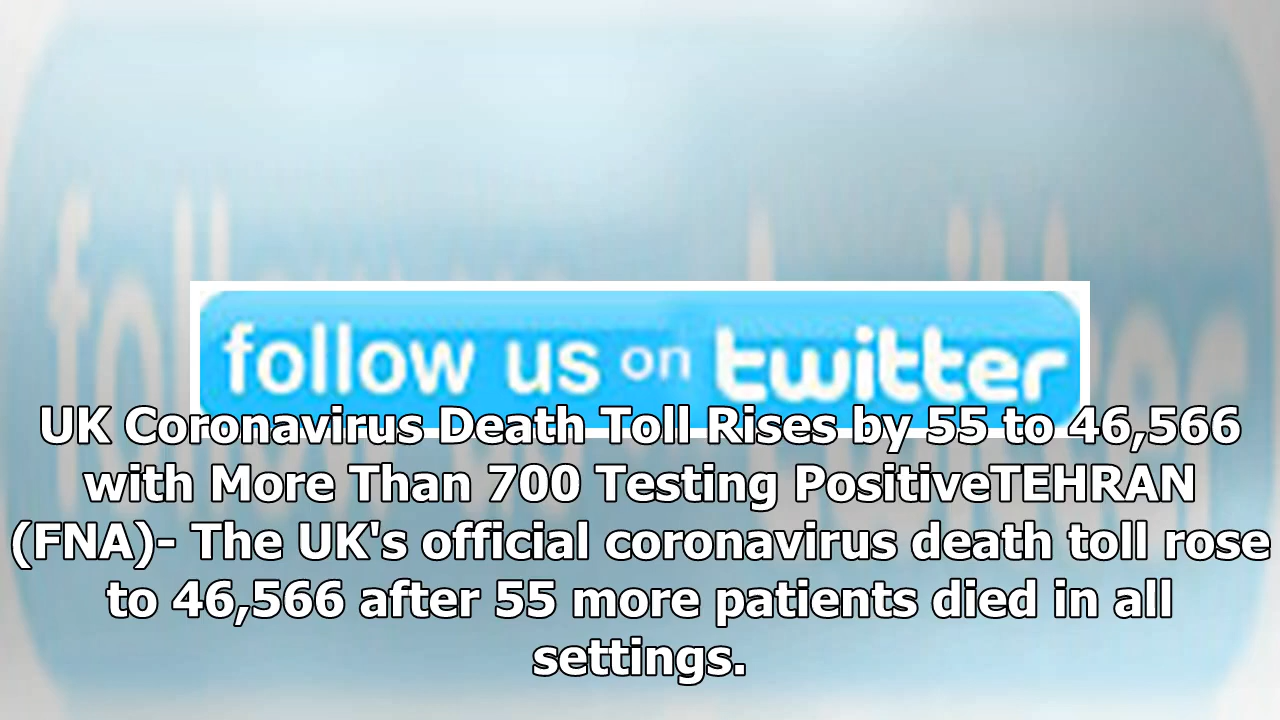 follow us on twitter
UK Coronavirus Death Toll Rises by 55 to 46,566
with More Than 700 Testing PositiveTEHRAN
(FNA)- The UK's official coronavirus death toll rose
to 46,566 after 55 more patients died in all
settings.